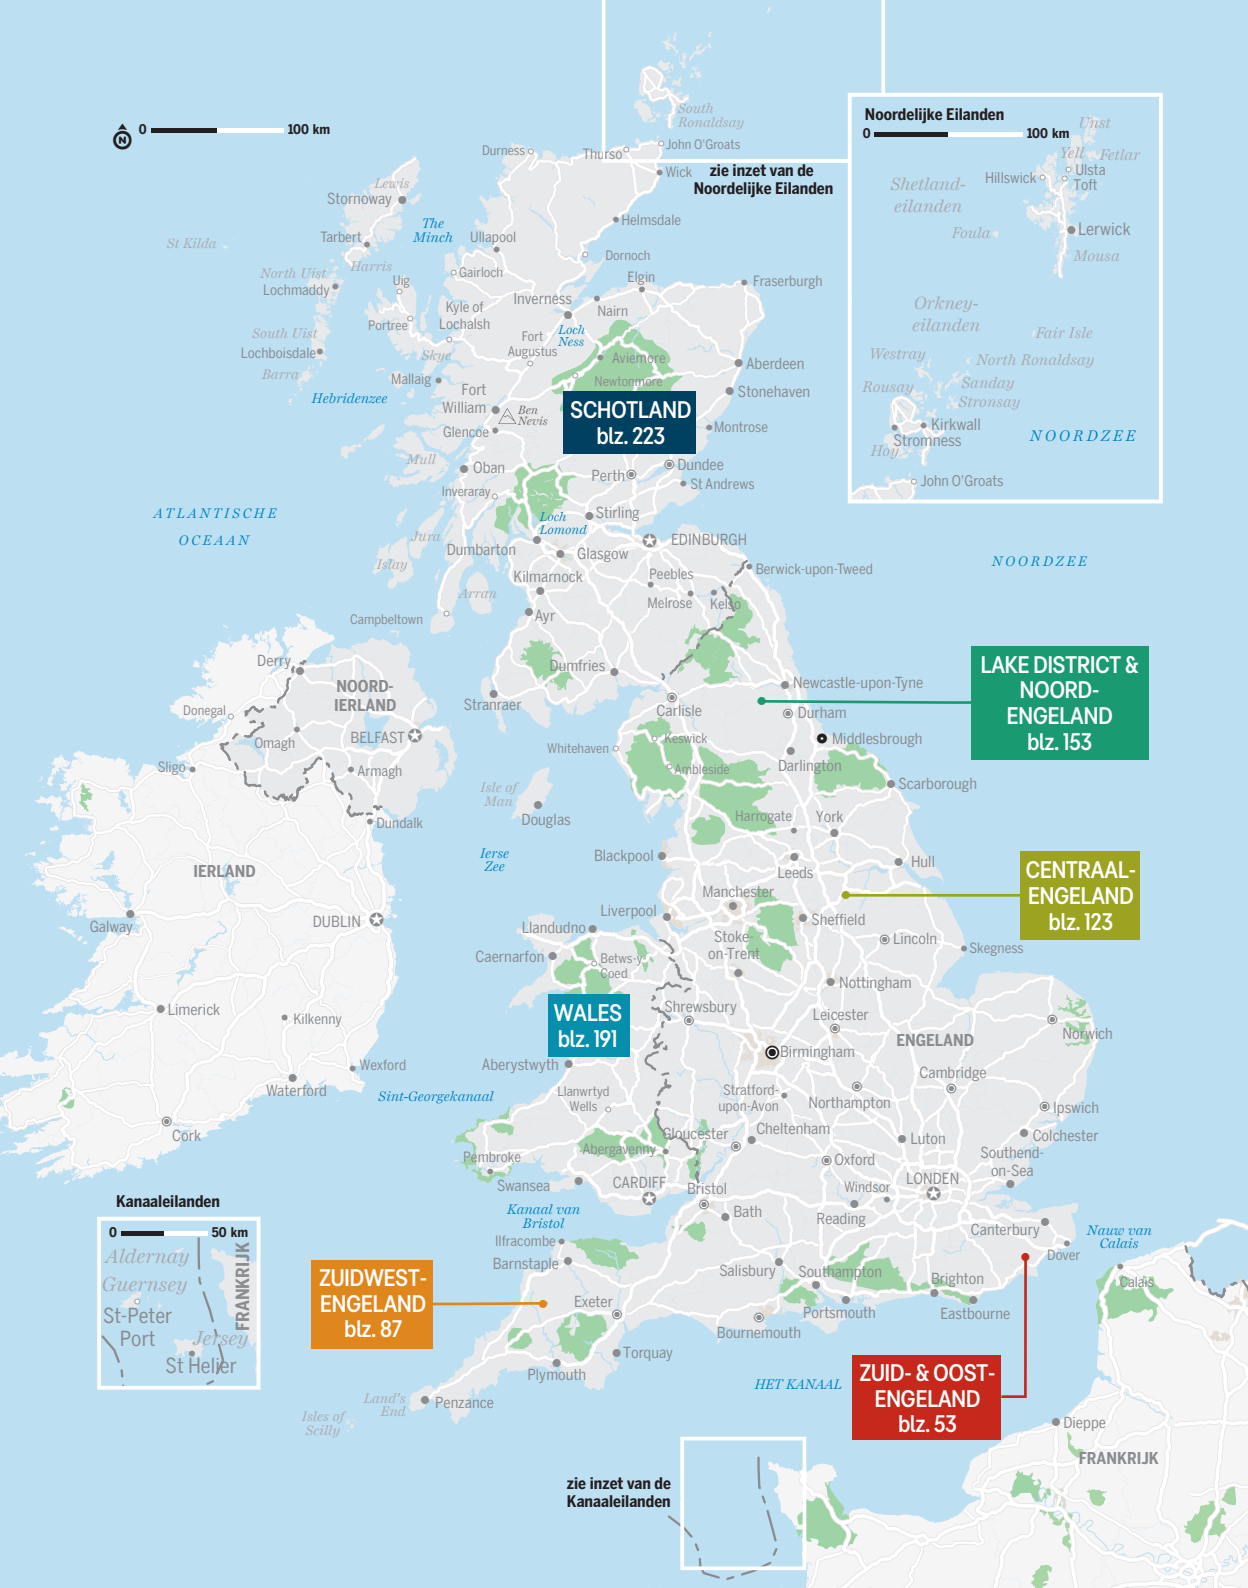 0 100 km
N
South
Ronaldsay
John O'Groats
Durness
Thurso
Wick
zie inzet van de
Noordelijke Eilanden
Noordelijke Eilanden
0 100 km
Unst
Yell
Fetlar
Ulsta
Toft
Hillswick
Shetland-
eilanden
Foula
Lerwick
Mousa
Orkney-
eilanden
Fair Isle
Westray
North Ronaldsay
Rousay
Sanday
Stronsay
Kirkwall
Stromness
Hoy
NOORDZEE
John O'Groats
Lewis
Stornoway
The
Minch
Ullapool
Helmsdale
Tarbert
St Kilda
Harris
Dornoch
North Uist
Lochmaddy
Uig
Gairloch
Elgin
Fraserburgh
Inverness
Nairn
Kyle of
Lochalsh
Portree
South Uist
Loch
Ness
Fort
Augustus
Lochboisdale
Skye
Aviemore
Aberdeen
Barra
Mallaig
Newtonmore
Stonehaven
Hebridenzee
Fort
William
Ben
Nevis
SCHOTLAND
blz. 223
Glencoe
Montrose
Mull
Oban
Perth
Dundee
St Andrews
Inveraray
ATLANTISCHE
OCEAAN
Loch
Lomond
Stirling
Jura
Dumbarton
Glasgow
EDINBURGH
NOORDZEE
Islay
Kilmarnock
Peebles
Berwick-upon-Tweed
Arran
Melrose
Kelso
Campbeltown
Ayr
Derry
Dumfries
LAKE DISTRICT &
NOORD-
ENGELAND
blz. 153
NOORD-
IERLAND
Newcastle-upon-Tyne
Stranraer
Carlisle
Durham
Donegal
Omagh
BELFAST
Whitehaven
Keswick
Middlesbrough
Sligo
Armagh
Ambleside
Darlington
Isle of
Man
Scarborough
Douglas
Dundalk
Harrogate
York
Ierse
Zee
Blackpool
Leeds
Hull
IERLAND
CENTRAAL-
ENGELAND
blz. 123
Manchester
Galway
DUBLIN
Liverpool
Sheffield
Llandudno
Stoke-
on-Trent
Lincoln
Skegness
Caernarfon
Betws-y-
Coed
Nottingham
WALES
blz. 191
Shrewsbury
Leicester
Limerick
Kilkenny
ENGELAND
Norwich
Birmingham
Wexford
Aberystwyth
Cambridge
Waterford
Sint-Georgekanaal
Llanwrtyd
Wells
Stratford-
upon-Avon
Northampton
Ipswich
Cork
Gloucester
Cheltenham
Luton
Colchester
Pembroke
Abergavenny
Oxford
Southend-
on-Sea
Swansea
CARDIFF
Bristol
Windsor
LONDEN
Kanaaleilanden
0 50 km
Aldernay
Guernsey
St-Peter
Port
Jersey
St Helier
FRANKRIJK
Kanaal van
Bristol
Bath
Reading
Canterbury
Nauw van
Calais
Ilfracombe
Dover
Barnstaple
Salisbury
Southampton
Brighton
Calais
ZUIDWEST-
ENGELAND
blz. 87
Exeter
Portsmouth
Eastbourne
Bournemouth
Torquay
Plymouth
ZUID- & OOST-
ENGELAND
blz. 53
HET KANAAL
Land's
End
Penzance
Isles of
Scilly
Dieppe
FRANKRIJK
zie inzet van de
Kanaaleilanden